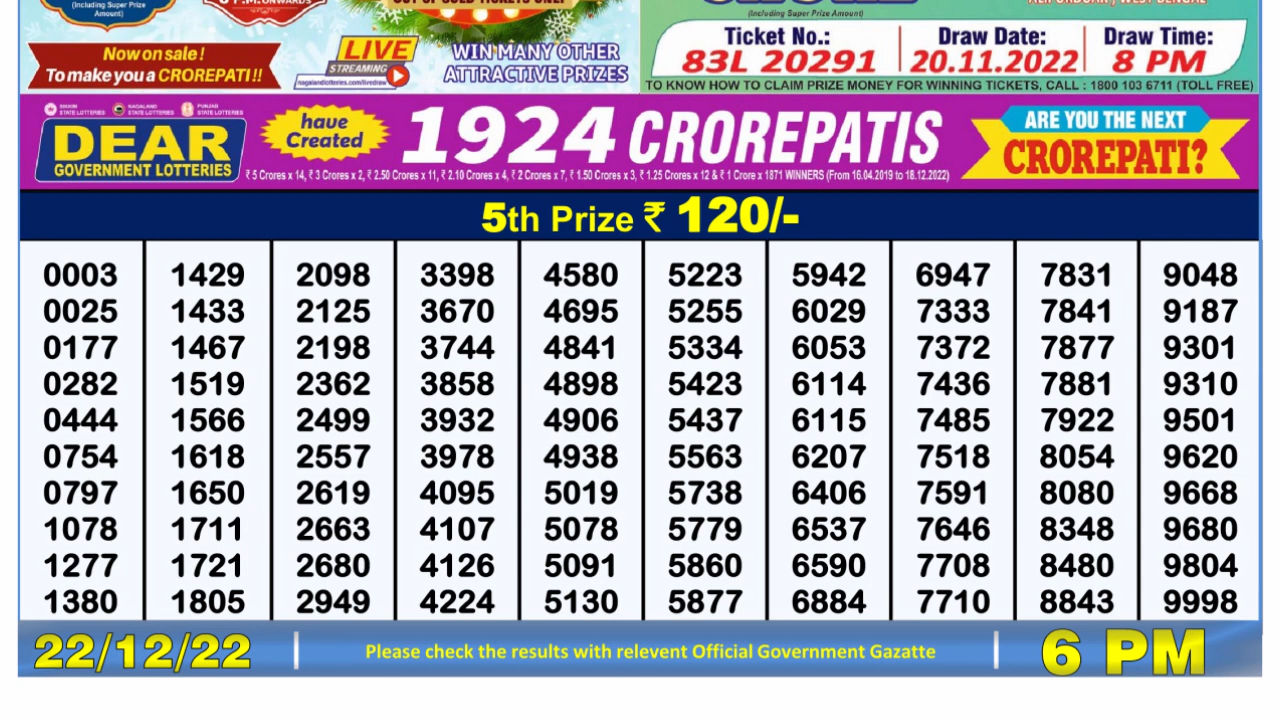 (Including Super Prize
Amount)
8 P.M. ONWARDS
OUT OF SOLD TICKETS ONLY
Now on sale !
To make you a CROREPATI !!
LIVE
STREAMING
nagalandlotteries.com/livedraw
WIN MANY OTHER
ATTRACTIVE PRIZES
(Including Super Prize Amount)
Ticket No.: Draw Date: Draw Time:
83L 20291 20.11.2022 8 PM
TO KNOW HOW TO CLAIM PRIZE MONEY FOR WINNING TICKETS, CALL : 1800 103 6711 (TOLL FREE)
SIKKIM
STATE LOTTERIES
NAGALAND
STATE LOTTERIES
PUNJAB
STATE LOTTERIES
DEAR
GOVERNMENT LOTTERIES
have
Created
1924 CROREPATIS
₹ 5 Crores x 14, ₹ 3 Crores x 2, ₹ 2.50 Crores x 11, ₹ 2.10 Crores x 4, ₹ 2 Crores x 7, ₹ 1.50 Crores x 3, ₹ 1.25 Crores x 12 & ₹ 1 Crore x 1871 WINNERS (From 16.04.2019 to 18.12.2022)
ARE YOU THE NEXT
CROREPATI?
5th Prize ₹ 120/-
0003 1429 2098 3398 4580 5223 5942 6947 7831 9048
0025 1433 2125 3670 4695 5255 6029 7333 7841 9187
0177 1467 2198 3744 4841 5334 6053 7372 7877 9301
0282 1519 2362 3858 4898 5423 6114 7436 7881 9310
0444 1566 2499 3932 4906 5437 6115 7485 7922 9501
0754 1618 2557 3978 4938 5563 6207 7518 8054 9620
0797 1650 2619 4095 5019 5738 6406 7591 8080 9668
1078 1711 2663 4107 5078 5779 6537 7646 8348 9680
1277 1721 2680 4126 5091 5860 6590 7708 8480 9804
1380 1805 2949 4224 5130 5877 6884 7710 8843 9998
22/12/22 Please check the results with relevent Official Government Gazatte 6 PM